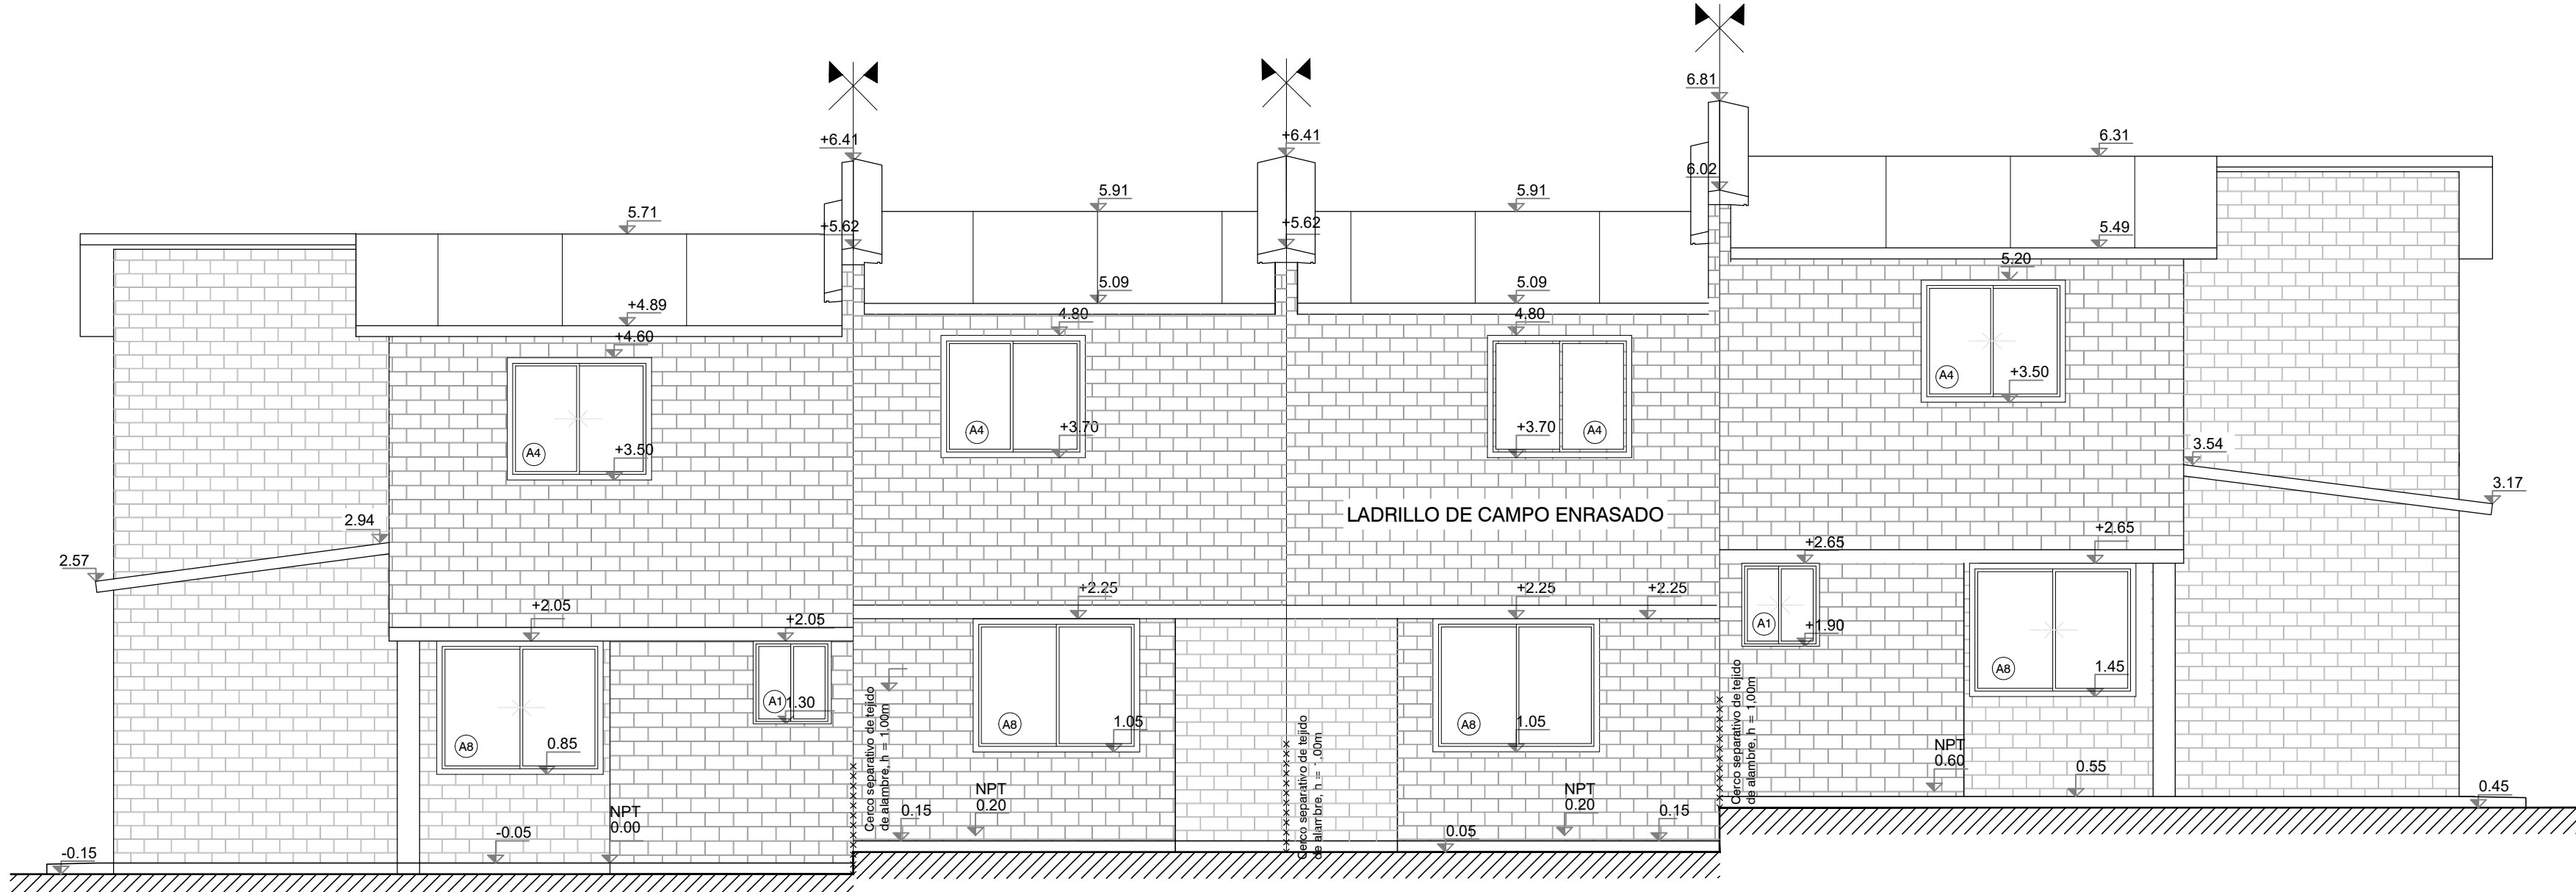 6.81
+6.41
+6.41
6.31
6.02
5.91
5.91
5.71
+5.62
+5.62
5.49
5.20
5.09
5.09
+4.89
4.80
4.80
+4.60
A4
+3.50
A4
+3.70
+3.70
A4
A4
+3.50
3.54
3.17
LADRILLO DE CAMPO ENRASADO
2.94
2.57
+2.65
+2.65
+2.25
+2.25
+2.25
+2.05
+2.05
A1
+1.90
A1
1.30
A8
0.85
A8
1.05
A8
1.05
A8
1.45
Cerco separativo de tejido
de alambre, h = 1,00m
Cerco separativo de tejido
de alambre, h = 1,00m
Cerco separativo de tejido
de alambre, h = 1,00m
NPT
0.60
0.55
0.45
NPT
0.20
NPT
0.20
0.15
0.15
NPT
0.00
-0.05
0.05
-0.15